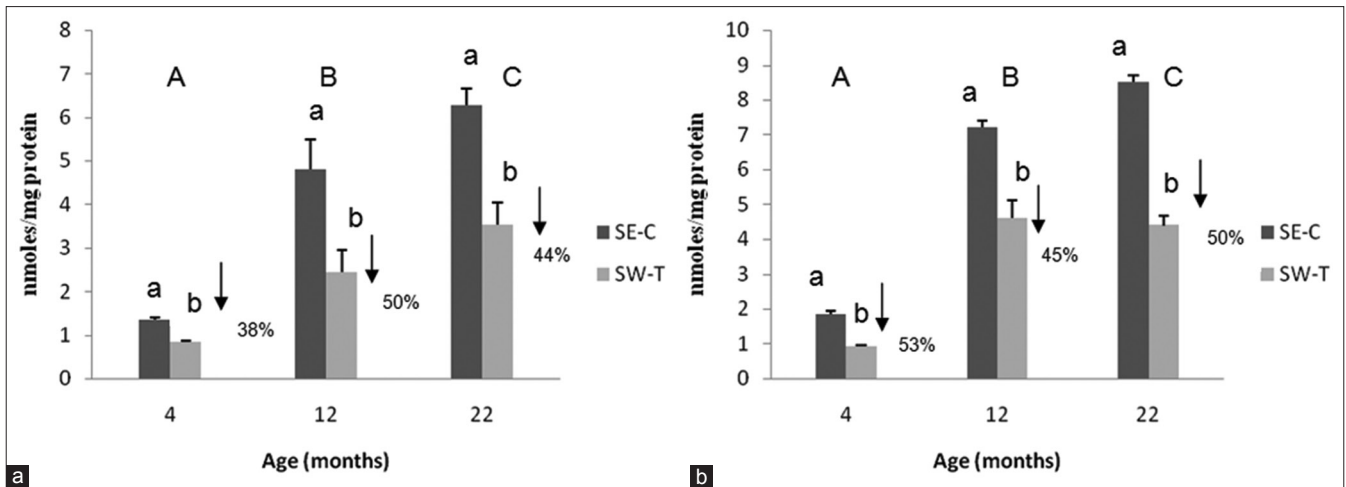 nmoles/mg protein
8
7
6
5
4
3
2
1
0
A
B
C
a
b
38%
a
b
50%
a
b
44%
SE-C
SW-T
4
12
22
Age (months)
a
nmoles/mg protein
10
9
8
7
6
5
4
3
2
1
0
A
B
C
a
b
53%
a
b
45%
a
b
50%
SE-C
SW-T
4
12
22
Age (months)
b